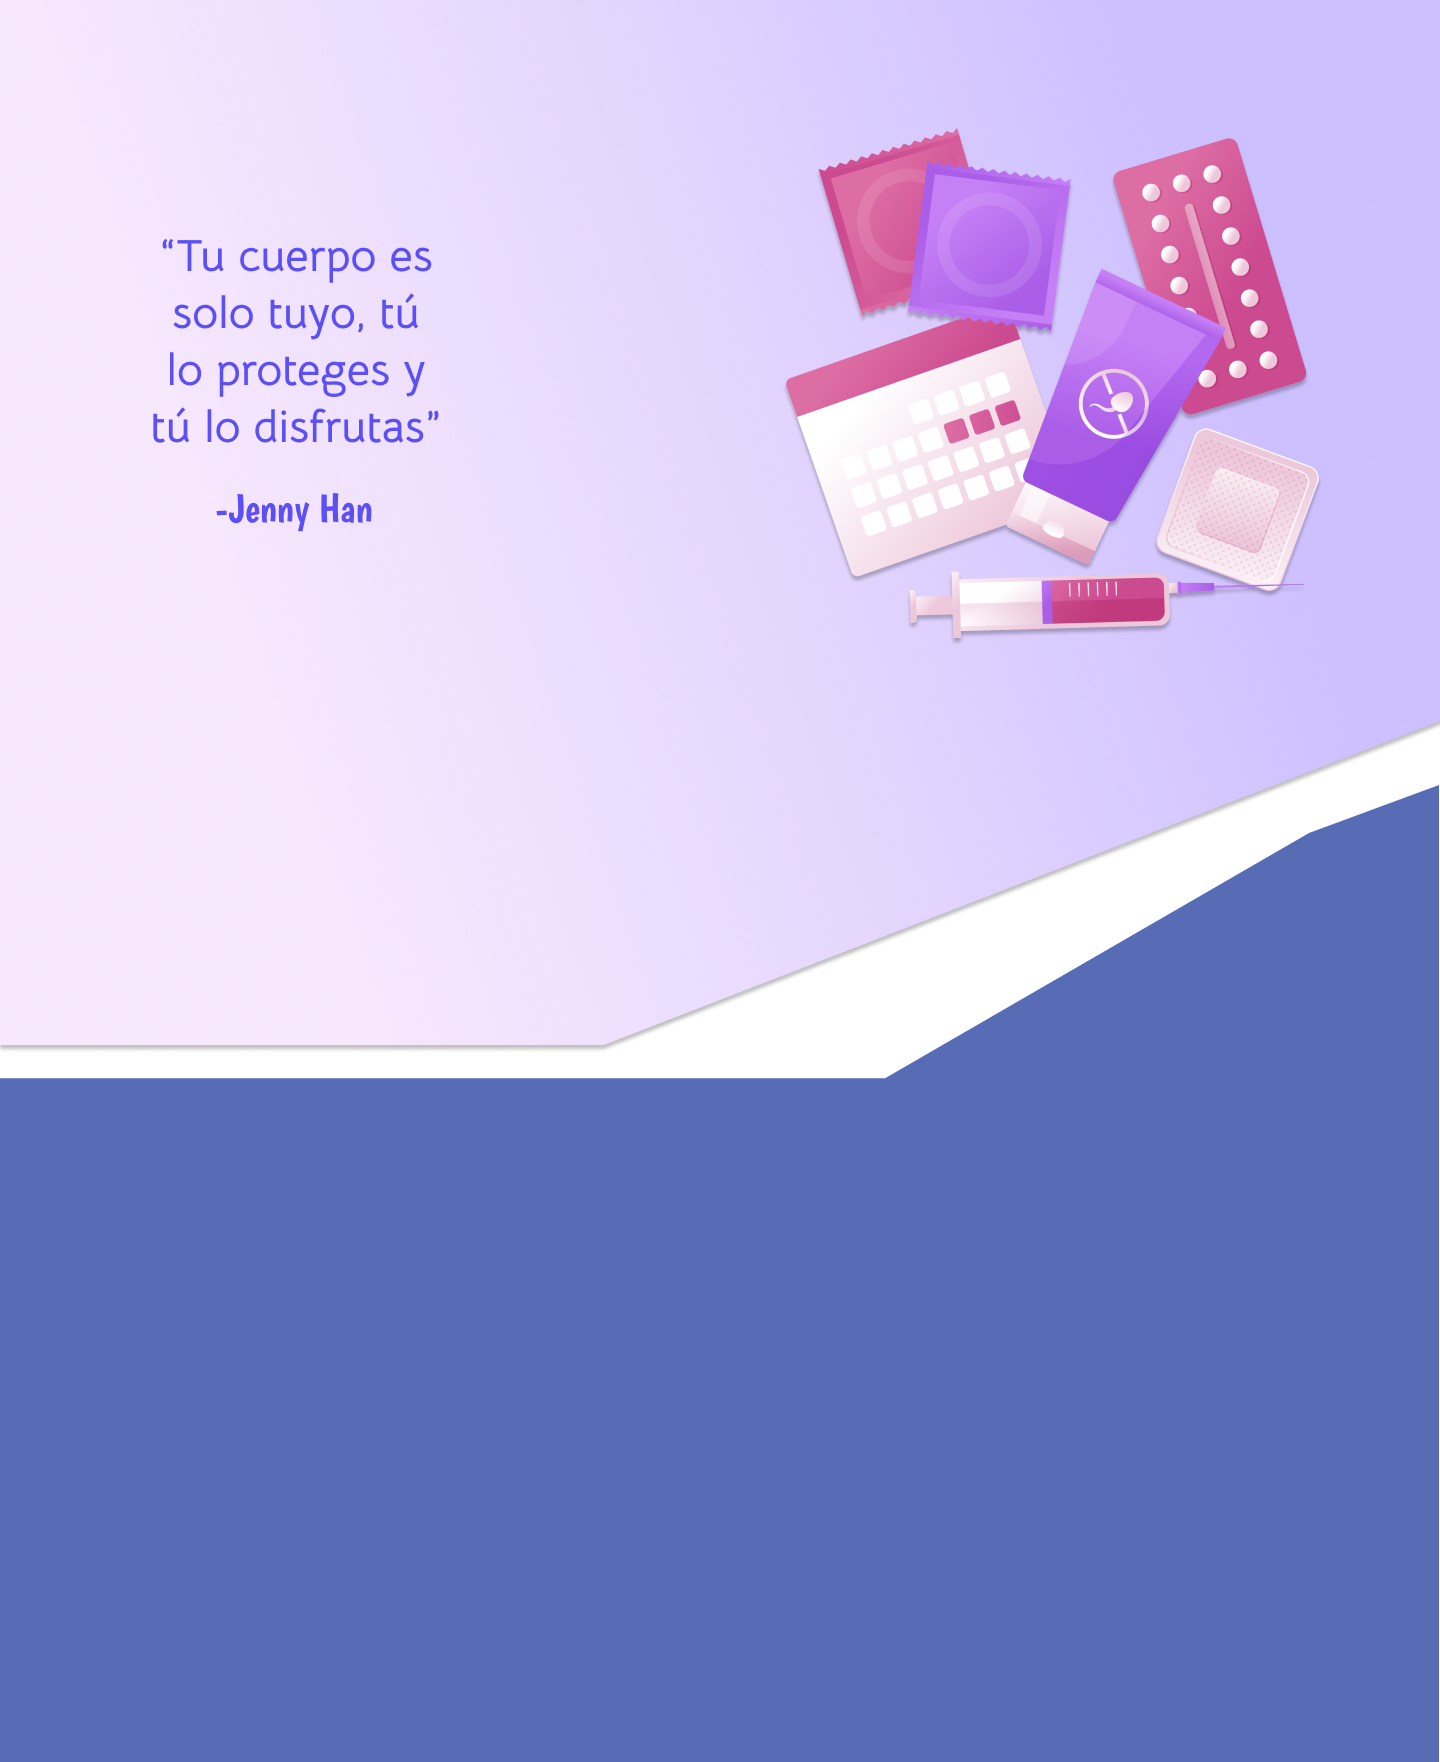 “Tu cuerpo es
solo tuyo, tú
lo proteges y
tú lo disfrutas”
-Jenny Han